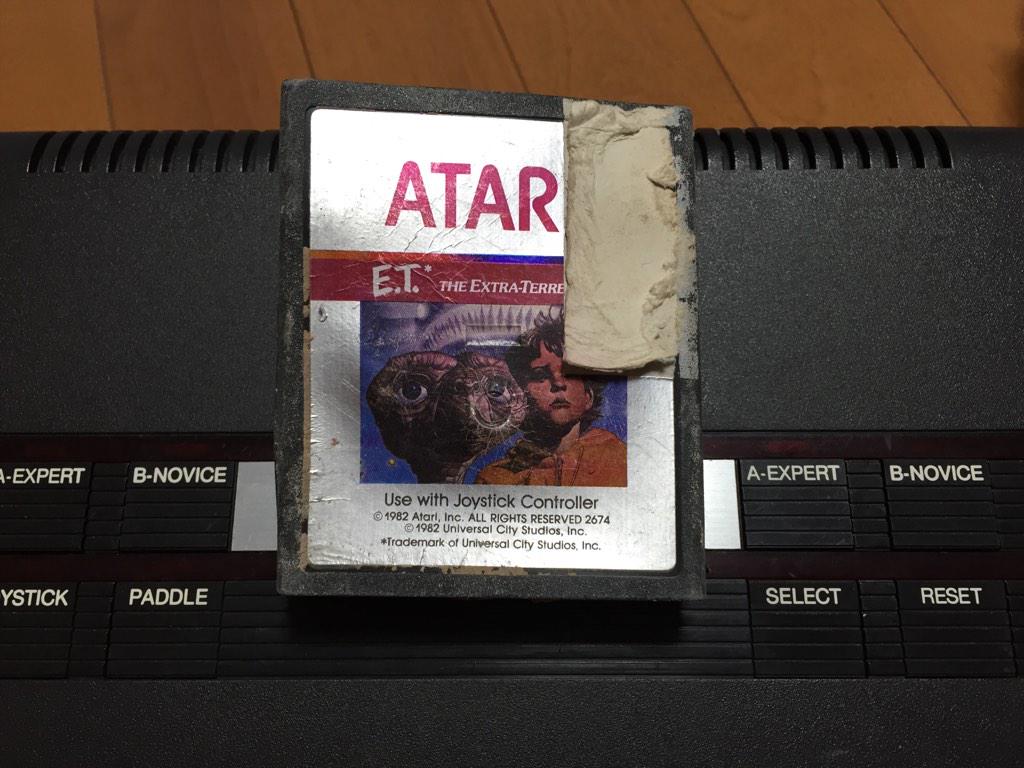 ATAR
E.T.* THE EXTRA-TERRE
A-EXPERT B-NOVICE A-EXPERT B-NOVICE
Use with Joystick Controller
©1982 Atari, Inc. ALL RIGHTS RESERVED 2674
©1982 Universal City Studios, Inc.
*Trademark of Universal City Studios, Inc.
YSTICK PADDLE SELECT RESET